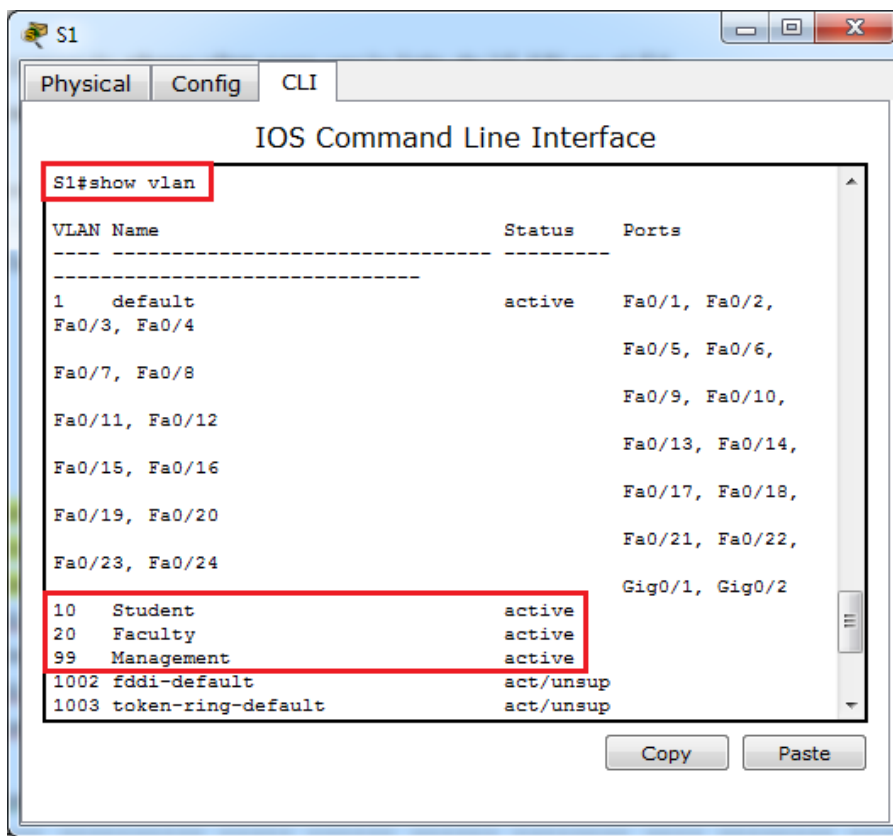 S1
Physical Config CLI
IOS Command Line Interface
S1#show vlan
VLAN Name Status Ports
---- -------------------------------- ---------
-------------------------------
1 default active Fa0/1, Fa0/2,
Fa0/3, Fa0/4
Fa0/5, Fa0/6,
Fa0/7, Fa0/8
Fa0/9, Fa0/10,
Fa0/11, Fa0/12
Fa0/13, Fa0/14,
Fa0/15, Fa0/16
Fa0/17, Fa0/18,
Fa0/19, Fa0/20
Fa0/21, Fa0/22,
Fa0/23, Fa0/24
Gig0/1, Gig0/2
10 Student active
20 Faculty active
99 Management active
1002 fddi-default act/unsup
1003 token-ring-default act/unsup
Copy Paste